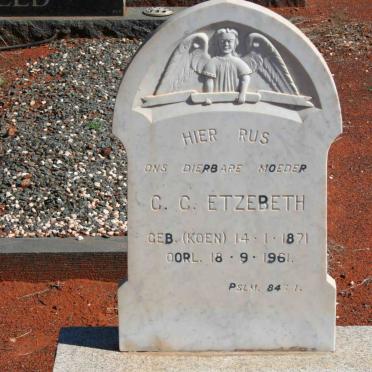 HIER RUS
ONS DIERBARE MOEDER
C. C. ETZEBETH
GEB. (KOEN) 14·1·1871
OORL. 18·9·1961.
PSLM. 84:1.